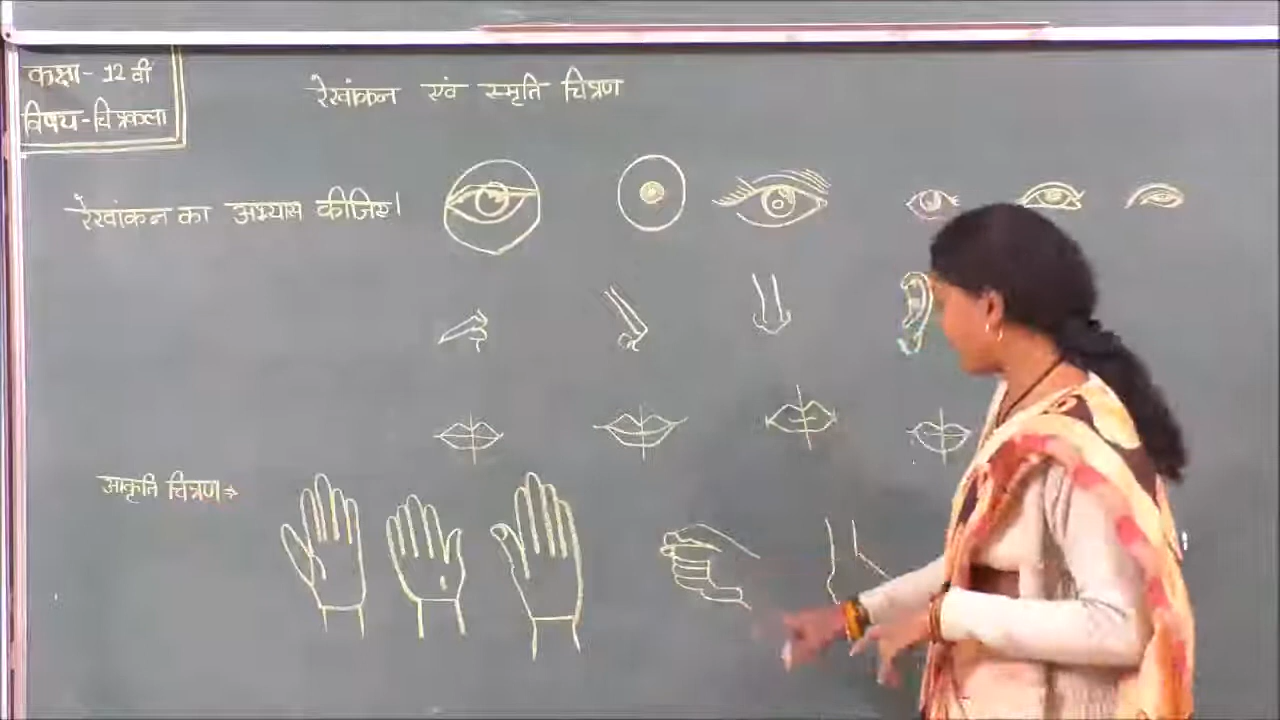 कक्षा - 12 वीं
विषय - चित्रकला
रेखांकन एवं स्मृति चित्रण
रेखांकन का अभ्यास कीजिए।
आकृति चित्रण →